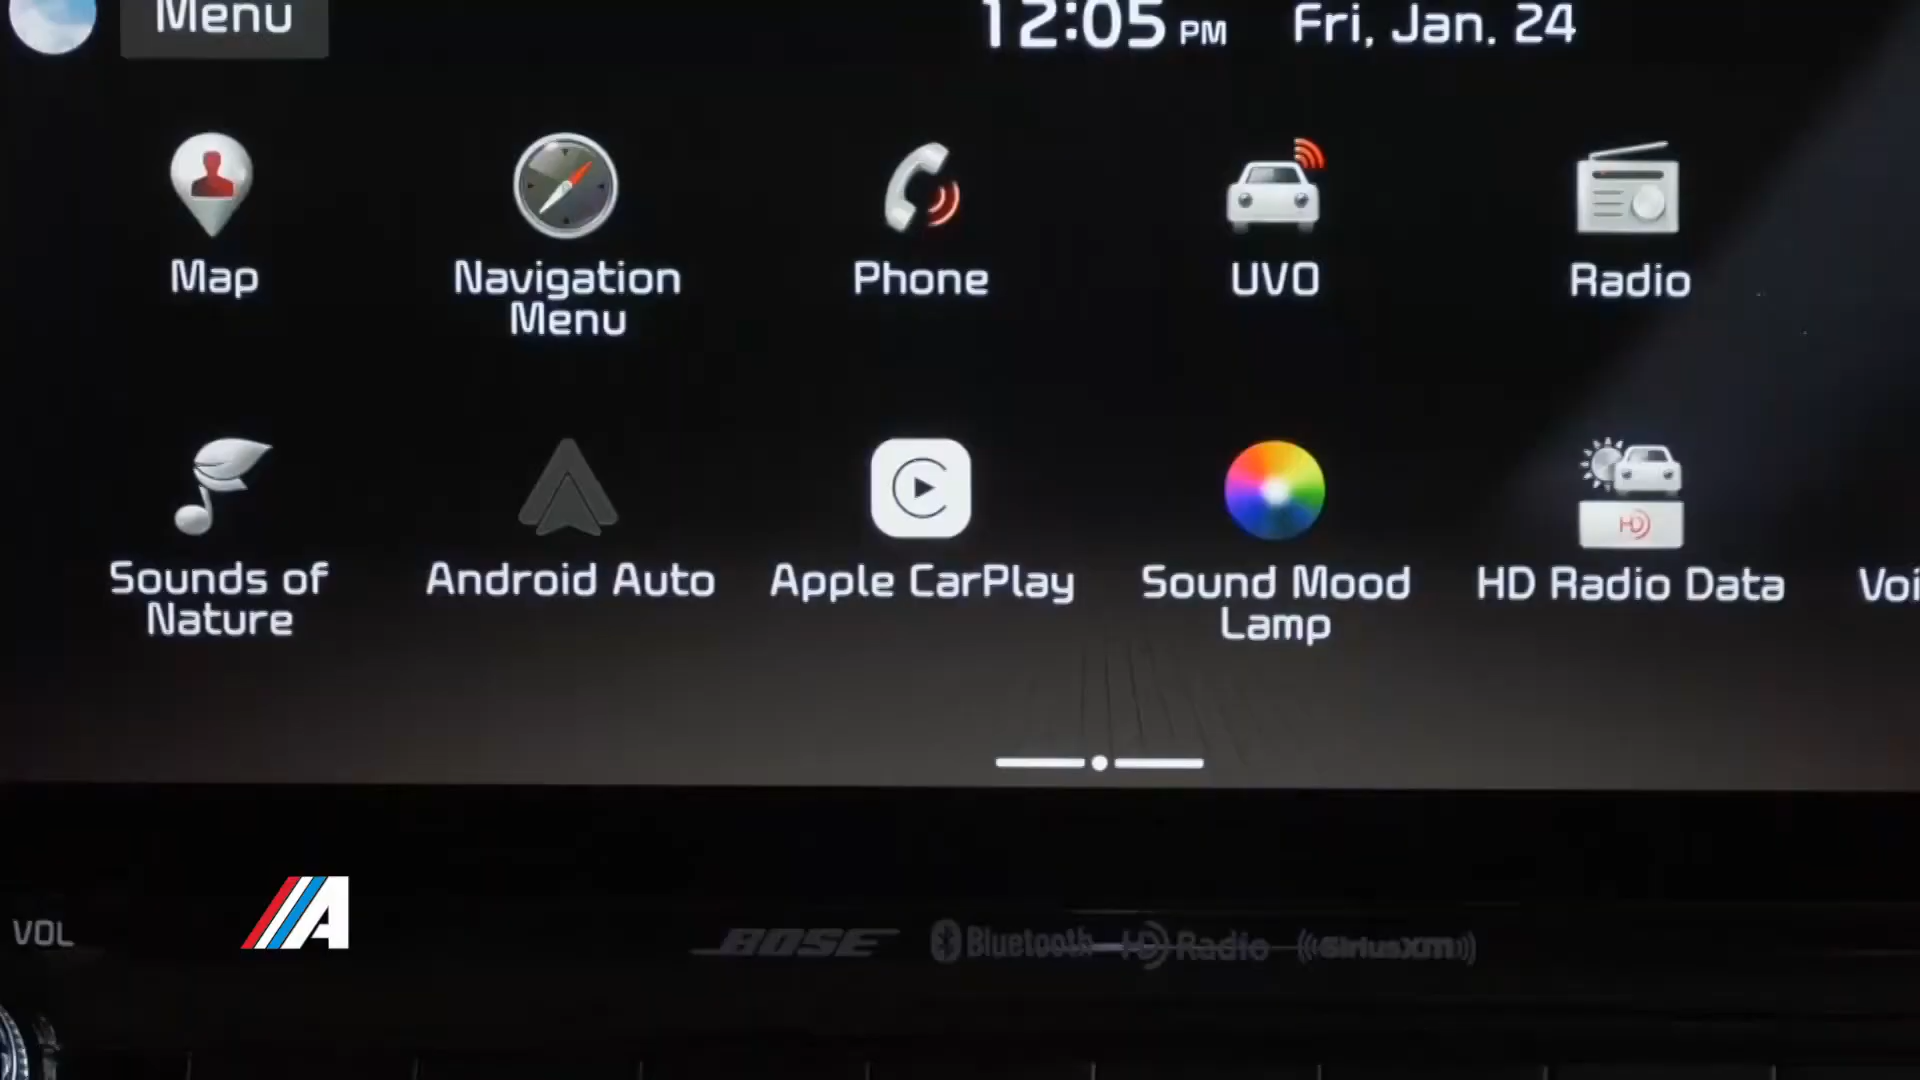 Menu
12:05 PM
Fri, Jan. 24
Map
Navigation
Menu
Phone
UVO
Radio
Sounds of
Nature
Android Auto
Apple CarPlay
Sound Mood
Lamp
HD
HD Radio Data
Voi
VOL
A
BOSE
Bluetooth
HD Radio
SiriusXM